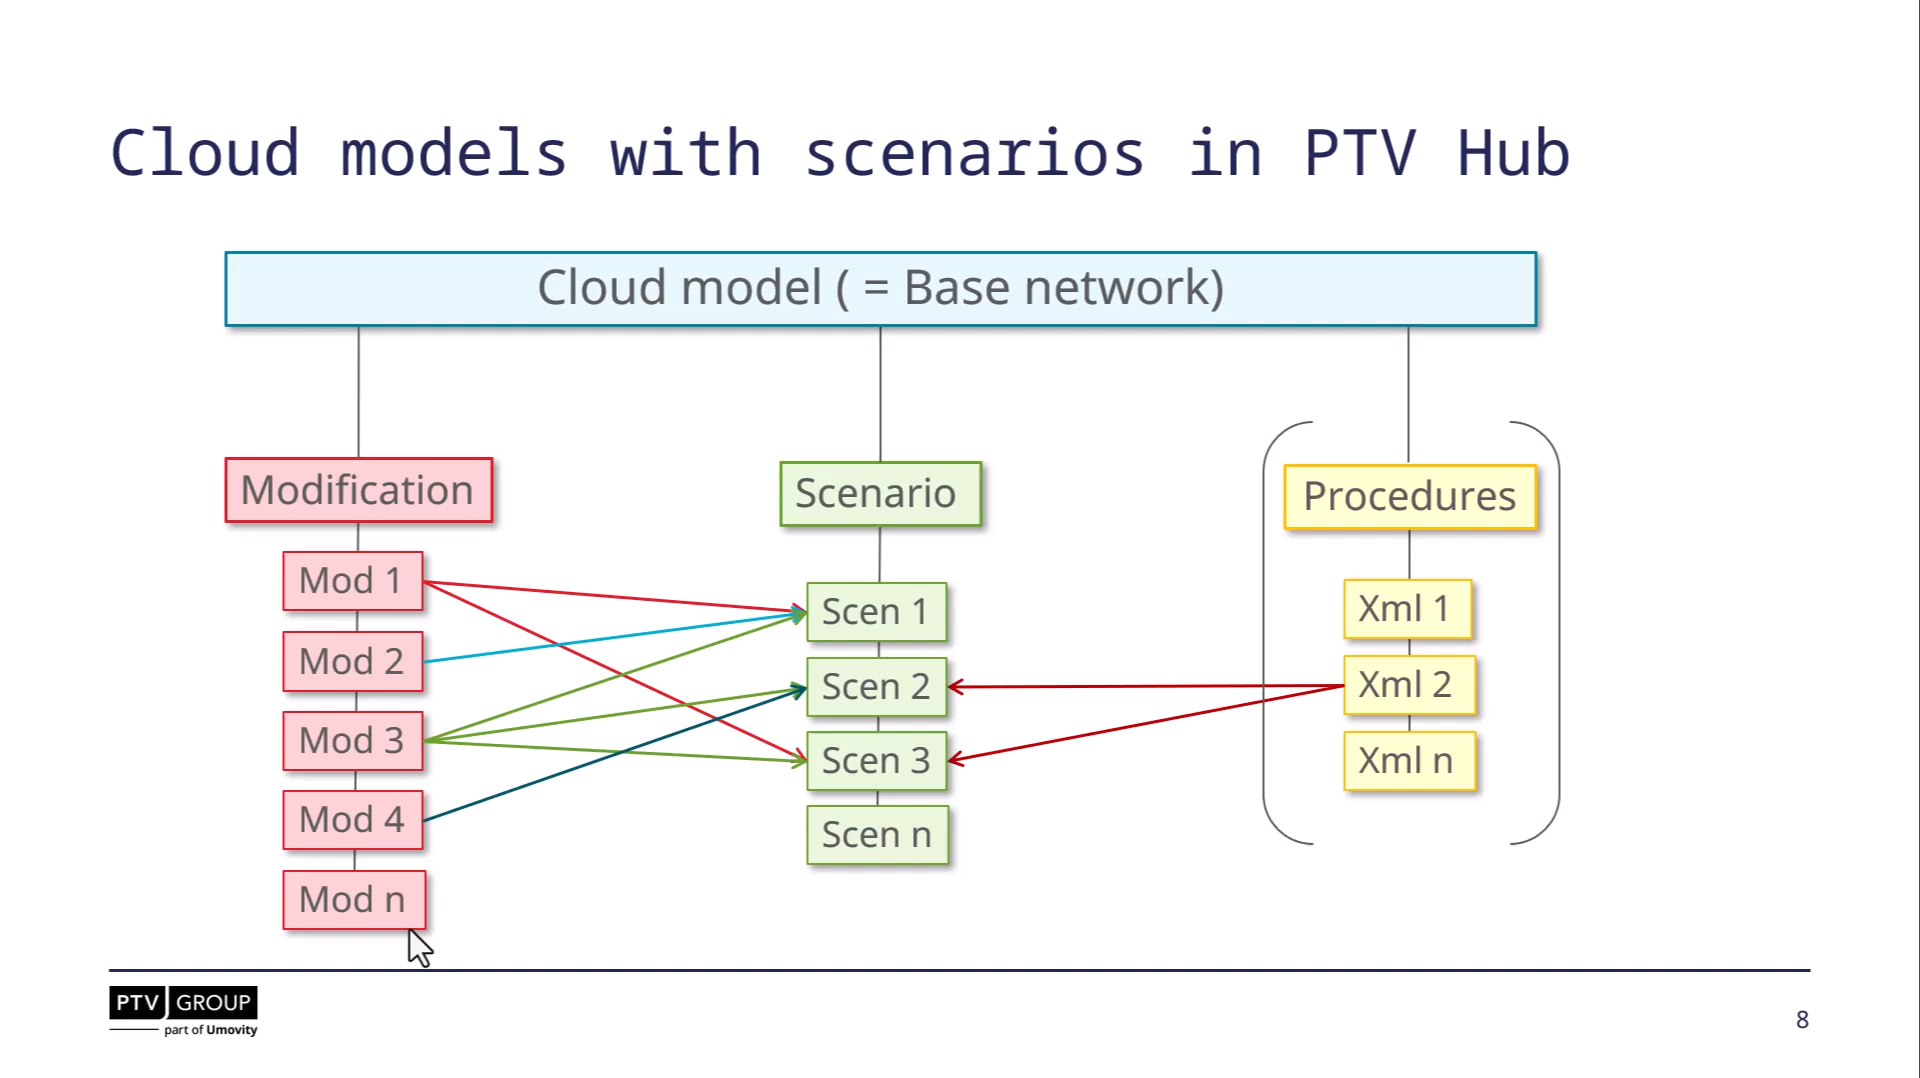 Cloud models with scenarios in PTV Hub
Cloud model ( = Base network)
Modification
Mod 1
Mod 2
Mod 3
Mod 4
Mod n
Scenario
Scen 1
Scen 2
Scen 3
Scen n
Procedures
Xml 1
Xml 2
Xml n
PTV GROUP
part of Umovity
8